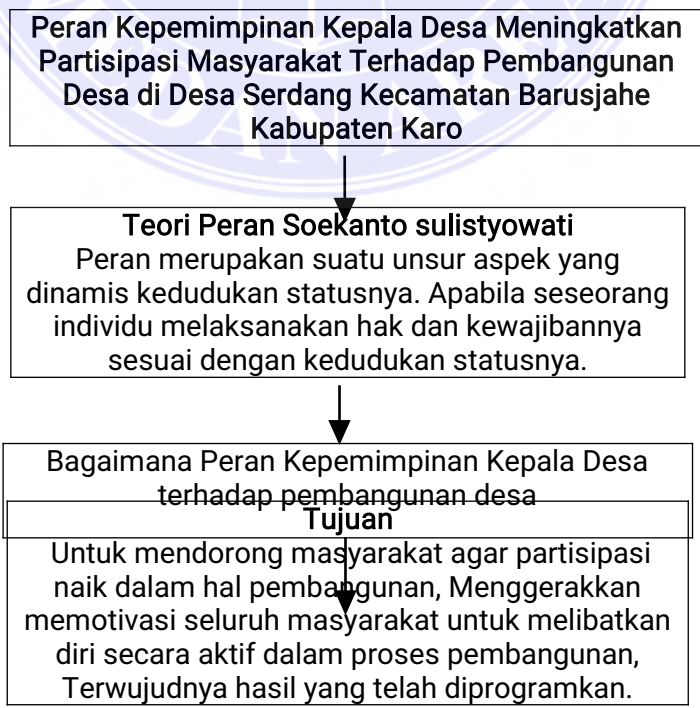 Peran Kepemimpinan Kepala Desa Meningkatkan
Partisipasi Masyarakat Terhadap Pembangunan
Desa di Desa Serdang Kecamatan Barusjahe
Kabupaten Karo
Teori Peran Soekanto sulistyowati
Peran merupakan suatu unsur aspek yang
dinamis kedudukan statusnya. Apabila seseorang
individu melaksanakan hak dan kewajibannya
sesuai dengan kedudukan statusnya.
Bagaimana Peran Kepemimpinan Kepala Desa
terhadap pembangunan desa
Tujuan
Untuk mendorong masyarakat agar partisipasi
naik dalam hal pembangunan, Menggerakkan
memotivasi seluruh masyarakat untuk melibatkan
diri secara aktif dalam proses pembangunan,
Terwujudnya hasil yang telah diprogramkan.